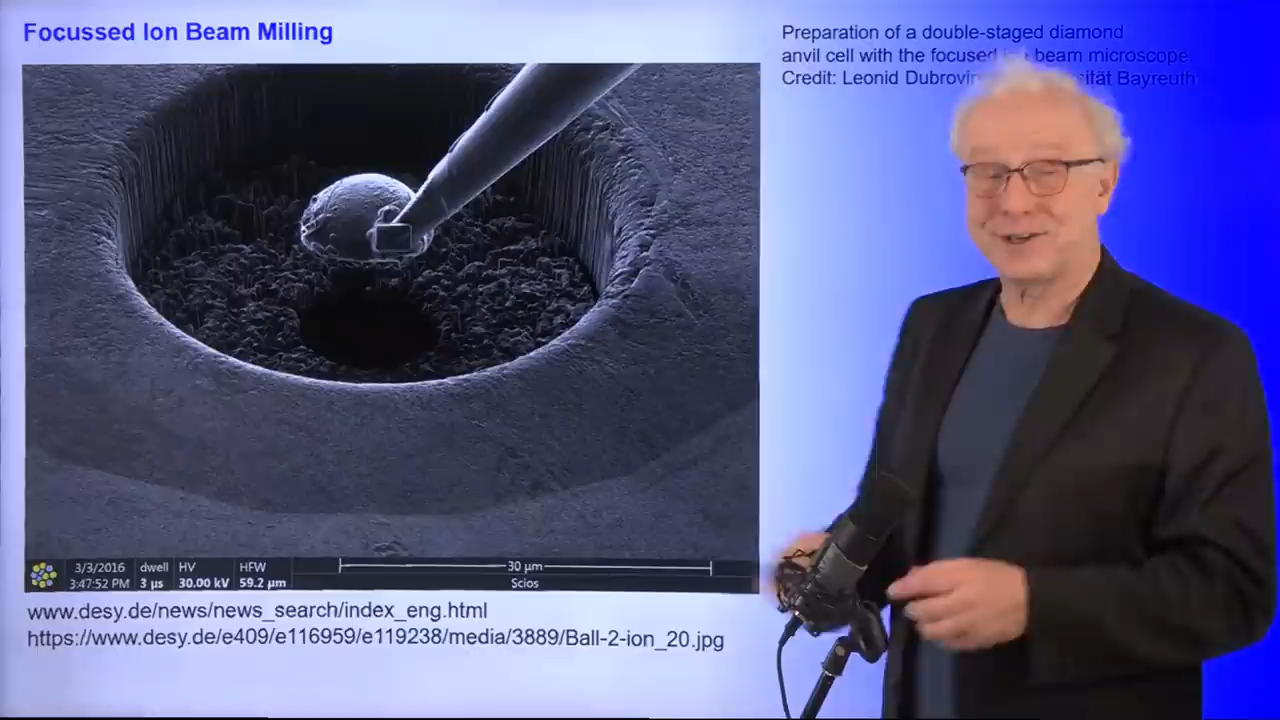 Focussed Ion Beam Milling
Preparation of a double-staged diamond
anvil cell with the focused beam microscope.
Credit: Leonid
Bayreuth
3/3/2016 dwell HV HFW 30 µm
3:47:52 PM 3 µs 30.00 kV 59.2 µm Scios
www.desy.de/news/news_search/index_eng.html
https://www.desy.de/e409/e116959/e119238/media/3889/Ball-2-ion_20.jpg